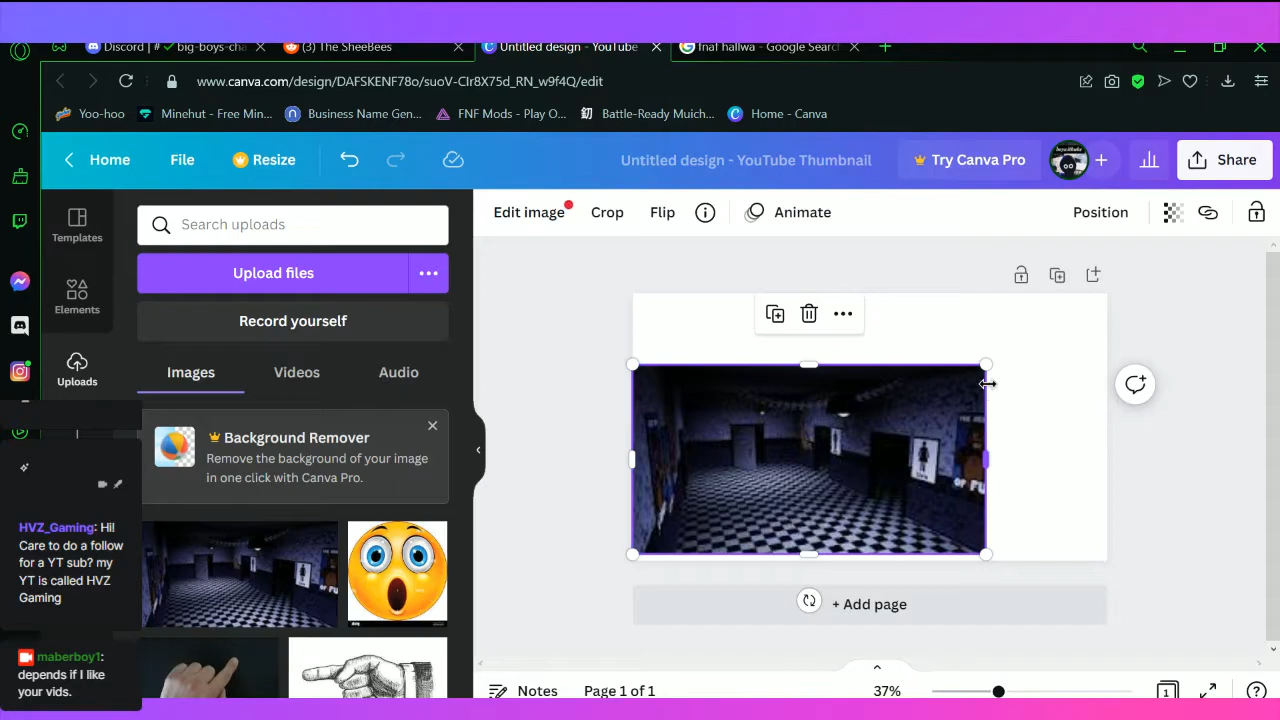 Discord | # big-boys-cha
(3) The SheeBees
Untitled design - YouTube
fnaf hallwa - Google Search
www.canva.com/design/DAFSKENF78o/suoV-CIr8X75d_RN_w9f4Q/edit
Yoo-hoo
Minehut - Free Min...
Business Name Gen...
FNF Mods - Play O...
Battle-Ready Muich...
Home - Canva
Home
File
Resize
Untitled design - YouTube Thumbnail
Try Canva Pro
Share
Templates
Elements
Uploads
Search uploads
Upload files
Record yourself
Images
Videos
Audio
Background Remover
Remove the background of your image
in one click with Canva Pro.
Edit image
Crop
Flip
Animate
Position
or FU
+ Add page
HVZ_Gaming: Hi!
Care to do a follow
for a YT sub? my
YT is called HVZ
Gaming
maberboy1:
depends if I like
your vids.
Notes
Page 1 of 1
37%
1